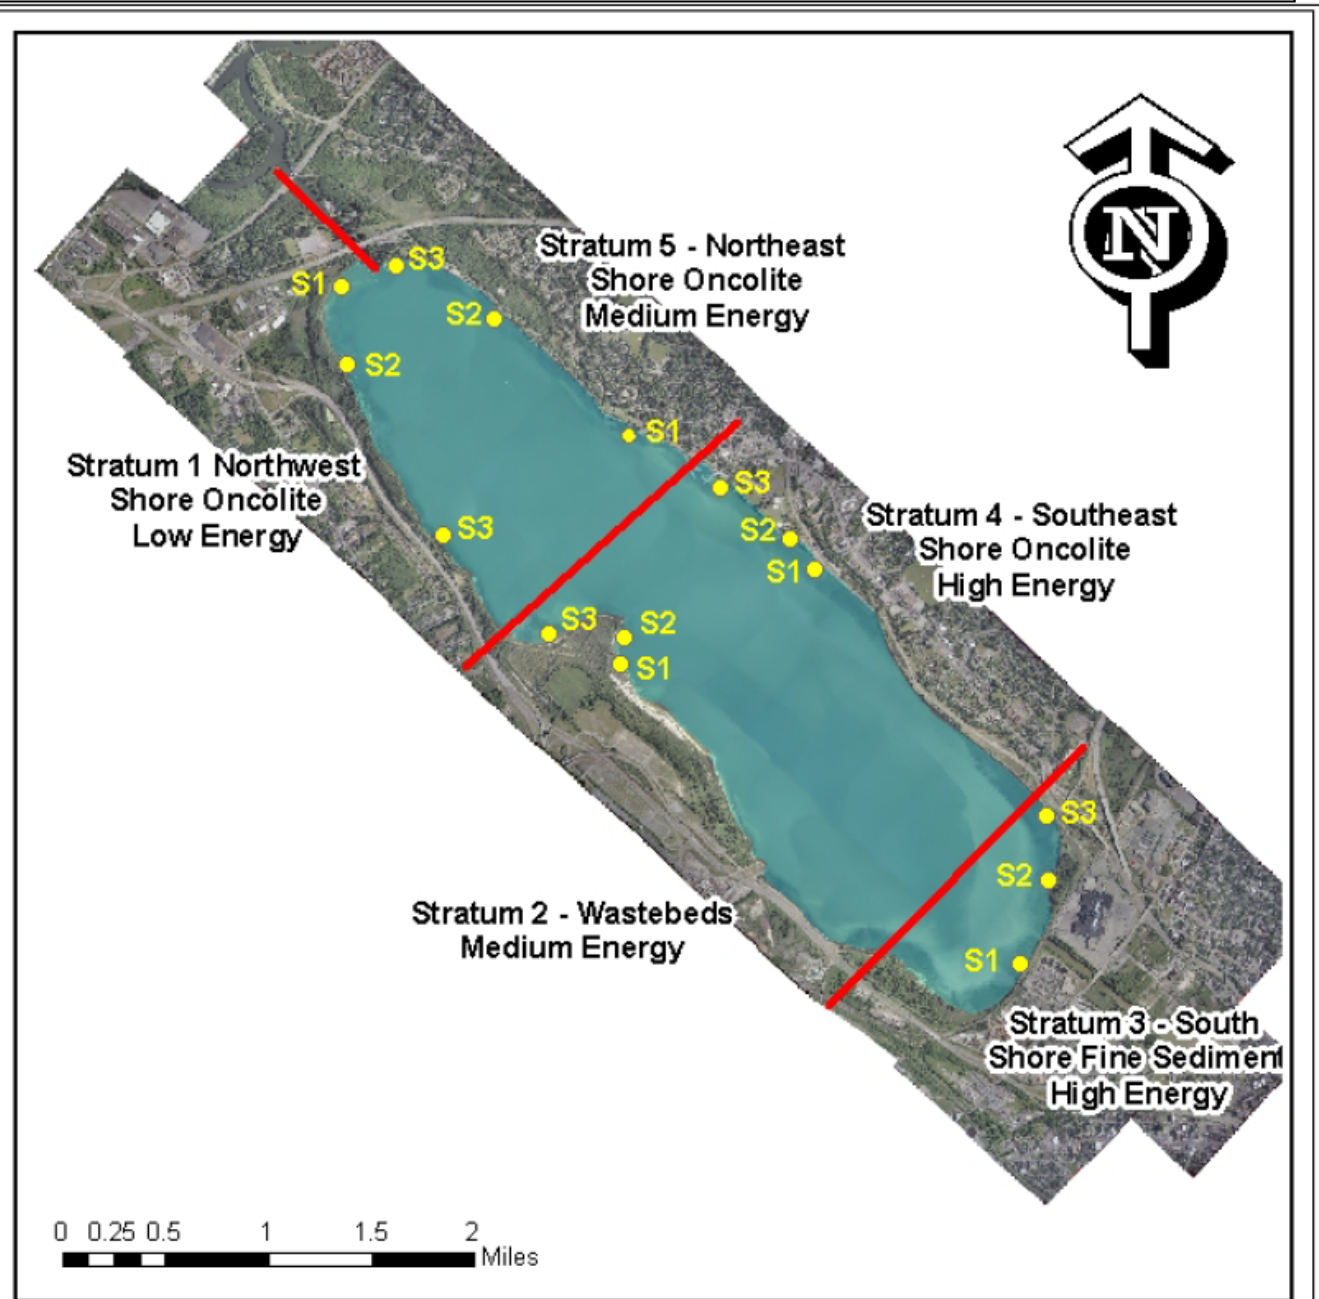 N
Stratum 5 - Northeast
Shore Oncolite
Medium Energy
S3
S1
S2
S2
S1
Stratum 1 Northwest
Shore Oncolite
Low Energy
S3
S3
S2
S1
Stratum 4 - Southeast
Shore Oncolite
High Energy
S3
S2
S1
Stratum 2 - Wastebeds
Medium Energy
S3
S2
S1
Stratum 3 - South
Shore Fine Sediment
High Energy
0 0.25 0.5 1 1.5 2
Miles